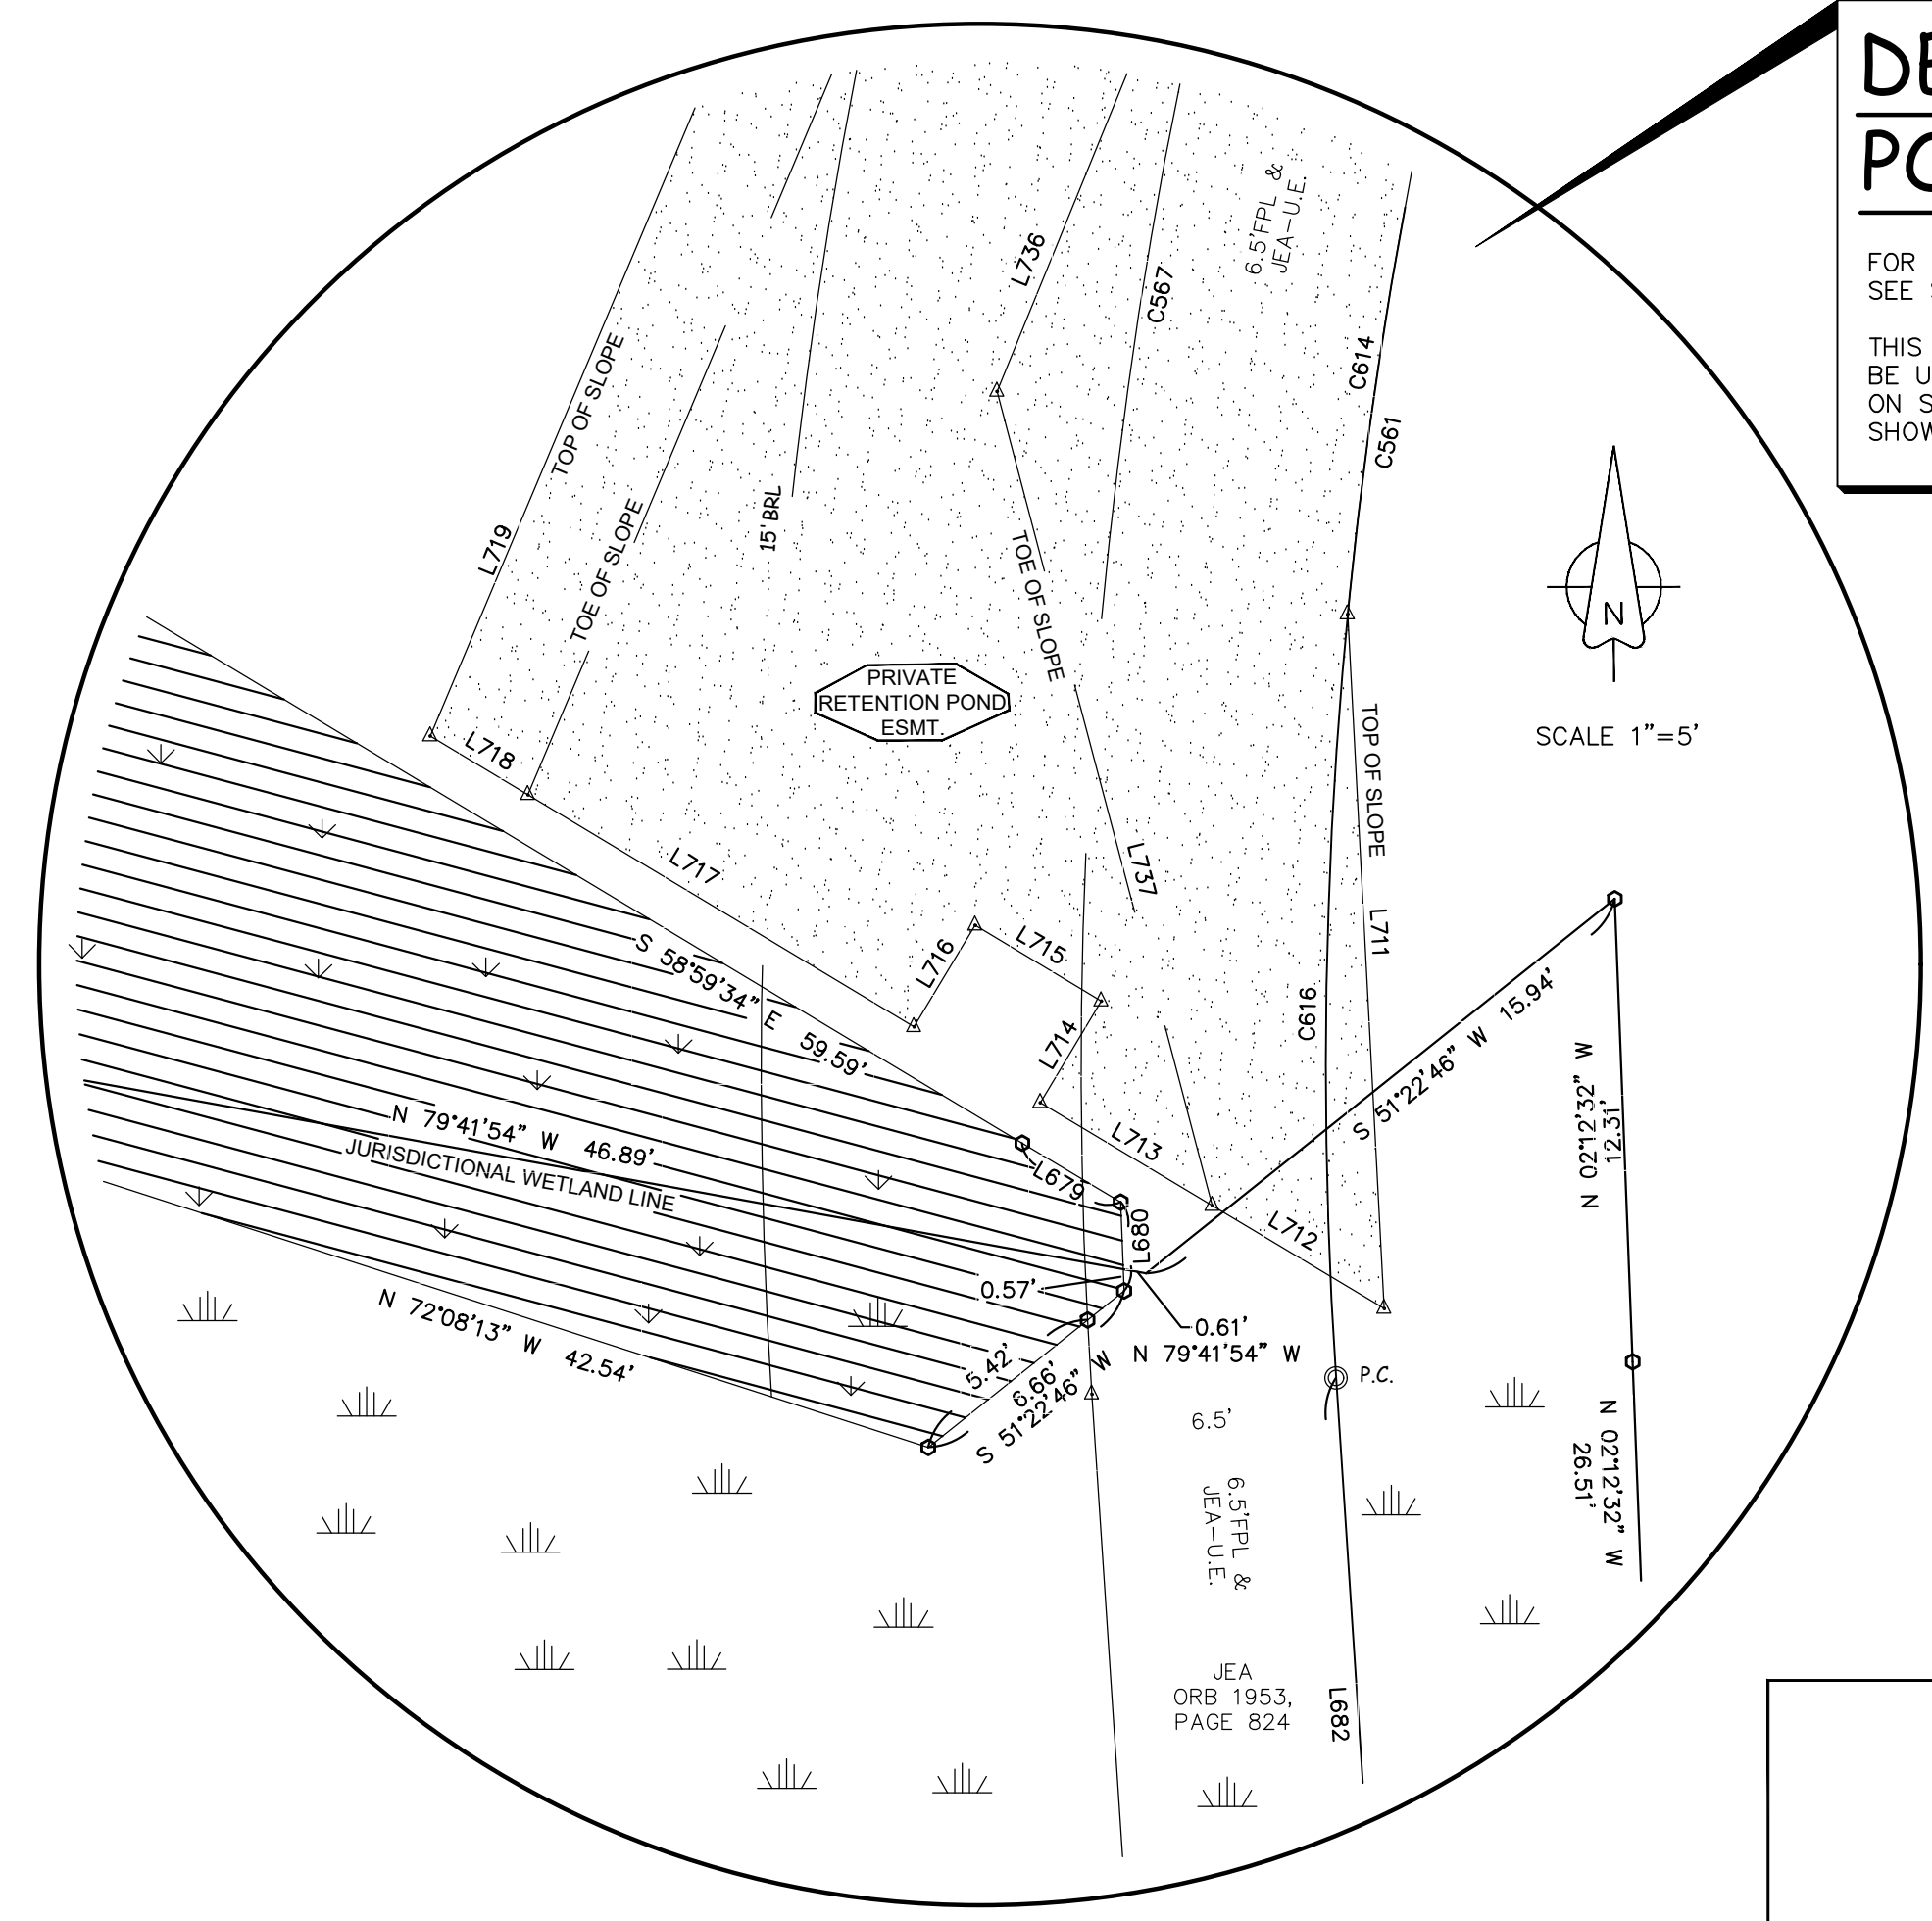 DE
PO
FOR
SEE S
THIS
BE U
ON S
SHOW
L736
C567
6.5'FPL &
JEA-U.E.
C614
C561
TOP OF SLOPE
L719
TOE OF SLOPE
15' BRL
TOE OF SLOPE
N
SCALE 1"=5'
PRIVATE
RETENTION POND
ESMT.
TOP OF SLOPE
L718
L717
L737
L711
L716
L715
L714
C616
S 58°59'34" E 59.59'
S 51°22'46" W 15.94'
N 02°12'32" W
12.31'
N 79°41'54" W 46.89'
JURISDICTIONAL WETLAND LINE
L713
L679
L680
L712
0.57'
0.61'
N 79°41'54" W
N 72°08'13" W 42.54'
5.42'
6.66'
S 51°22'46" W
P.C.
6.5'
N 02°12'32" W
26.51'
6.5'FPL &
JEA-U.E.
JEA
ORB 1953,
PAGE 824
L682